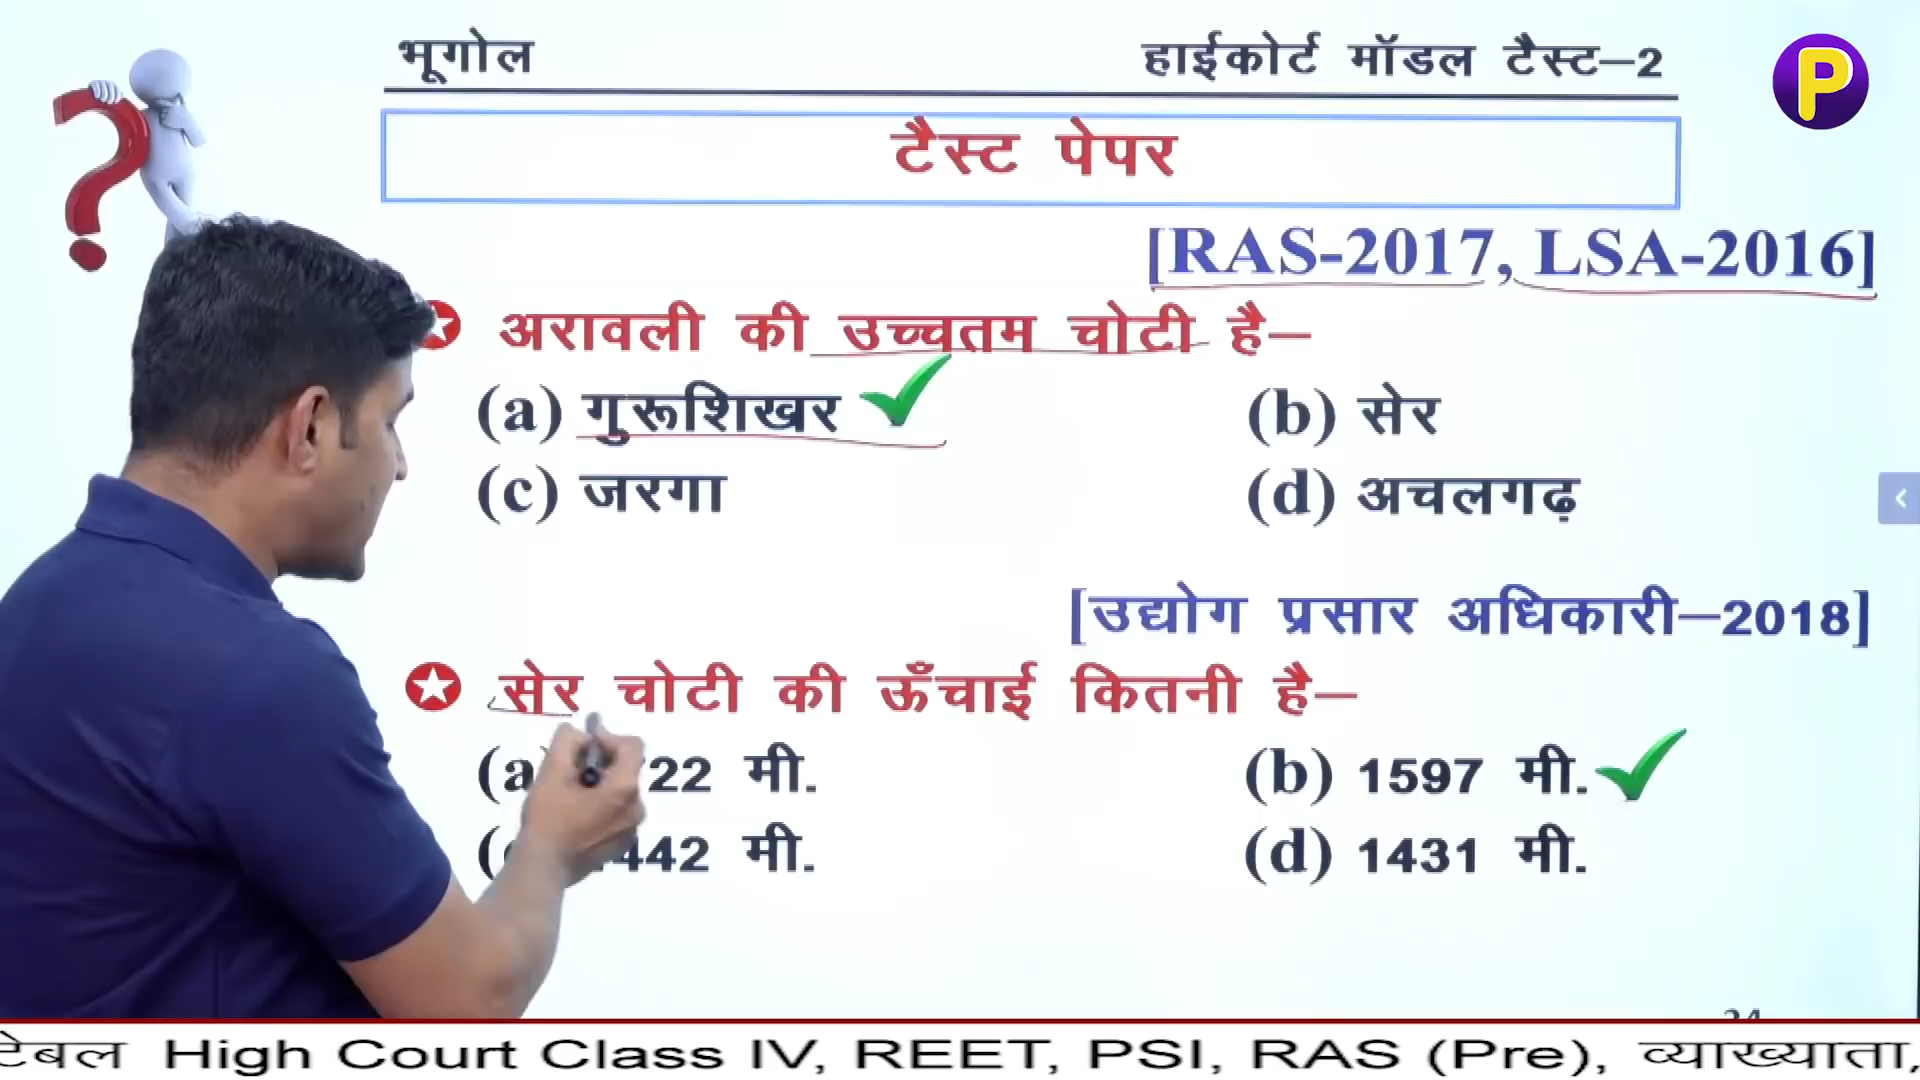 भूगोल हाईकोर्ट मॉडल टैस्ट–2
P
टैस्ट पेपर
[RAS-2017, LSA-2016]
अरावली की उच्चतम चोटी है–
(a) गुरूशिखर (b) सेर
(c) जरगा (d) अचलगढ़
[उद्योग प्रसार अधिकारी–2018]
सेर चोटी की ऊँचाई कितनी है–
(a 722 मी. (b) 1597 मी.
( 442 मी. (d) 1431 मी.
टेबल High Court Class IV, REET, PSI, RAS (Pre), व्याख्याता,